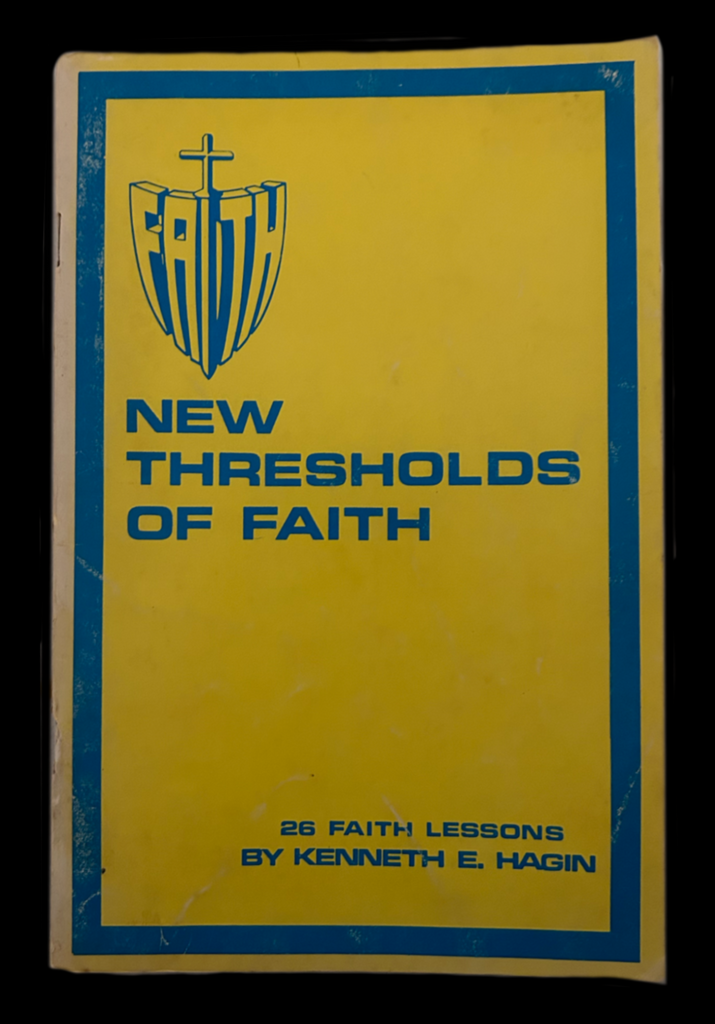 FAITH
NEW
THRESHOLDS
OF FAITH
26 FAITH LESSONS
BY KENNETH E. HAGIN